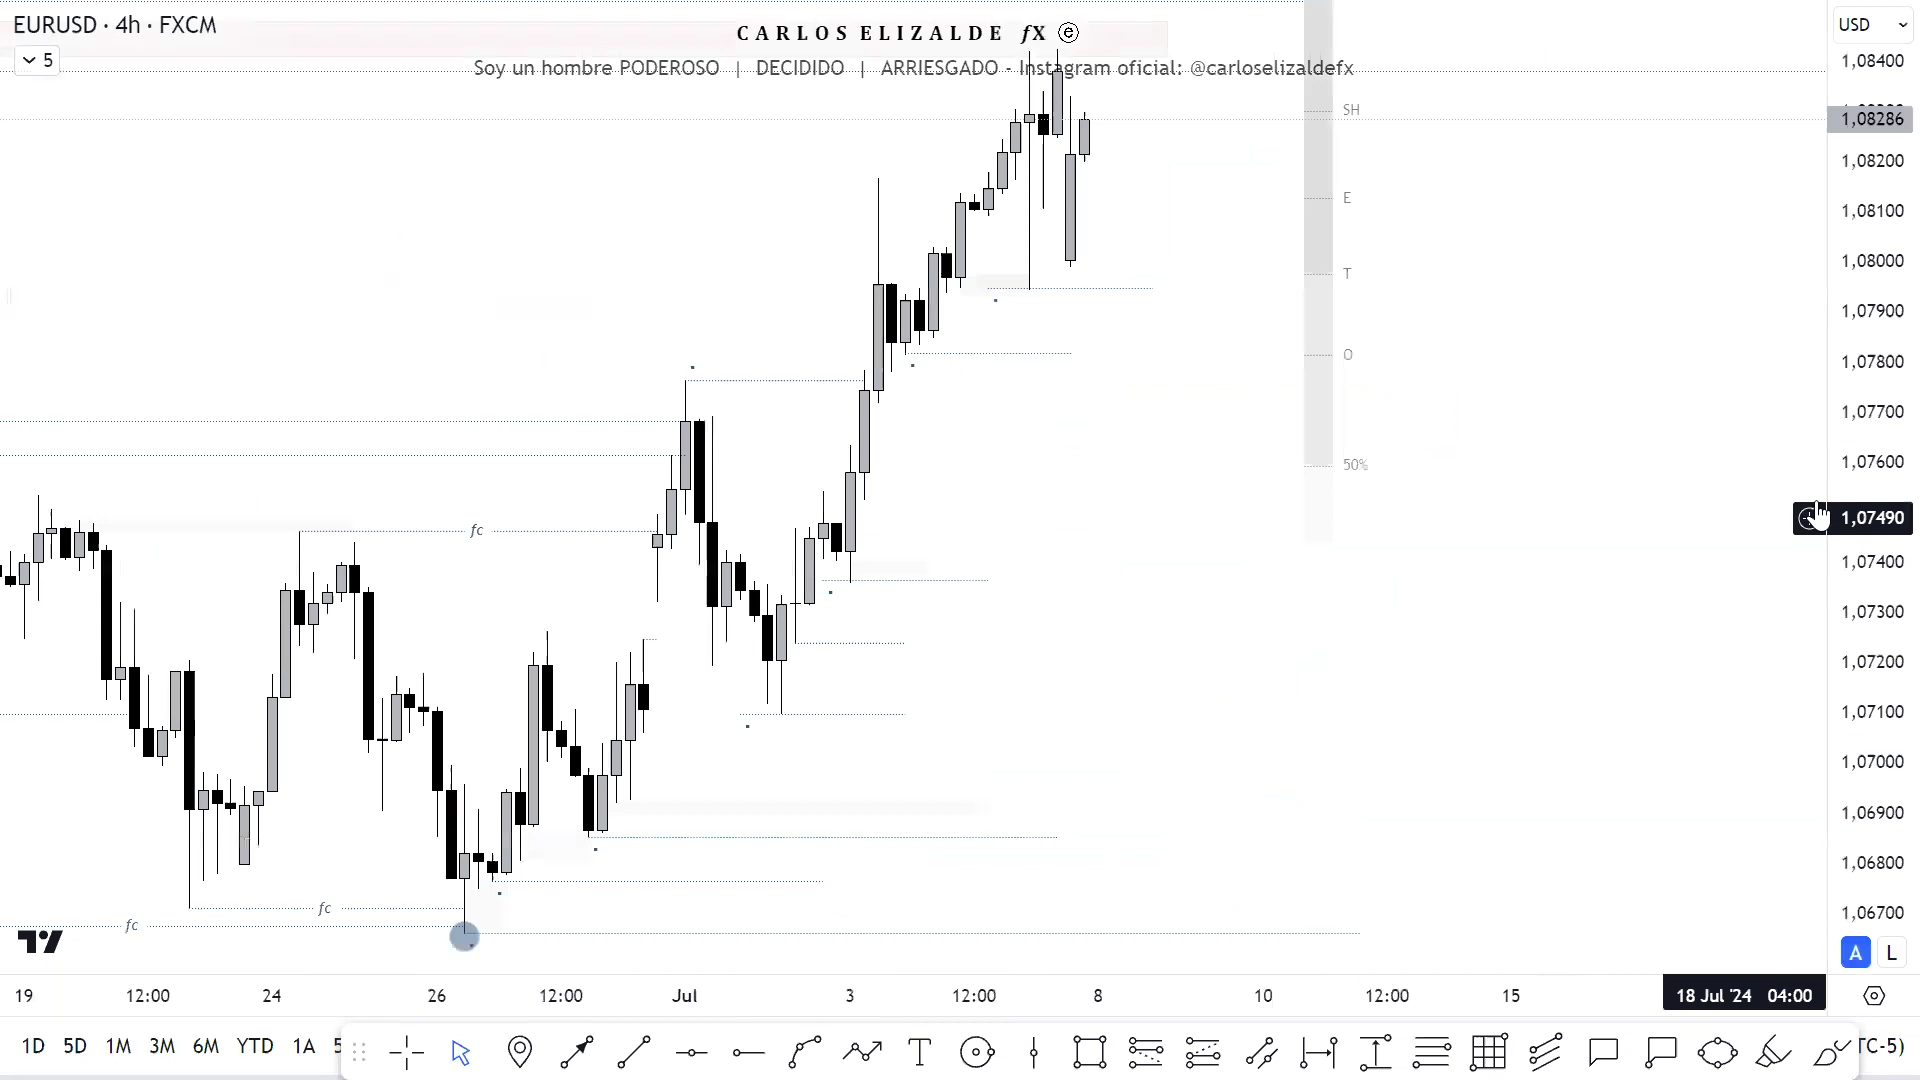 EURUSD · 4h · FXCM
5
CARLOS ELIZALDE fX e
Soy un hombre PODEROSO | DECIDIDO | ARRIESGADO - Instagram oficial: @carloselizaldefx
USD
1,08400
1,08286
1,08200
1,08100
1,08000
1,07900
1,07800
1,07700
1,07600
1,07490
1,07400
1,07300
1,07200
1,07100
1,07000
1,06900
1,06800
1,06700
SH
E
T
O
50%
fc
fc
fc
A L
19 12:00 24 26 12:00 Jul 3 12:00 8 10 12:00 15 18 Jul '24 04:00
1D 5D 1M 3M 6M YTD 1A 5 T TC-5)